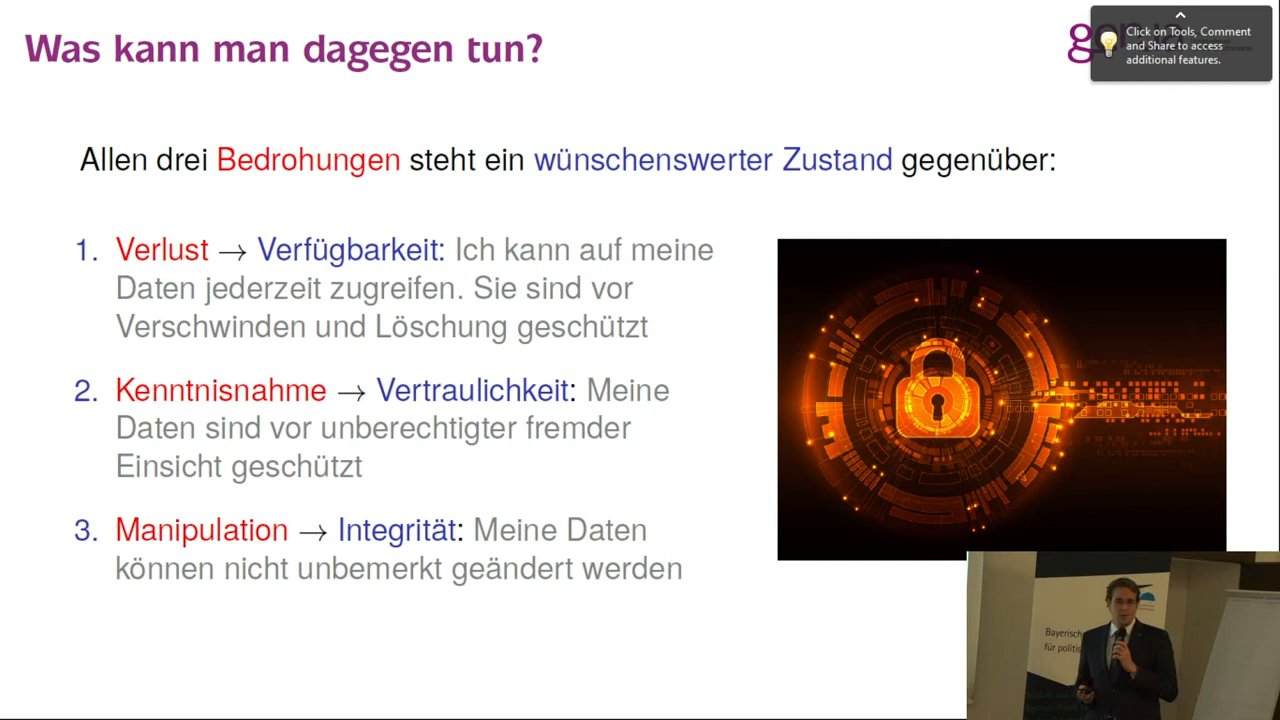 Was kann man dagegen tun?
Click on Tools, Comment
and Share to access
additional features.
Allen drei Bedrohungen steht ein wünschenswerter Zustand gegenüber:
1. Verlust → Verfügbarkeit: Ich kann auf meine
Daten jederzeit zugreifen. Sie sind vor
Verschwinden und Löschung geschützt
2. Kenntnisnahme → Vertraulichkeit: Meine
Daten sind vor unberechtigter fremder
Einsicht geschützt
3. Manipulation → Integrität: Meine Daten
können nicht unbemerkt geändert werden
Bayerisch
für politis